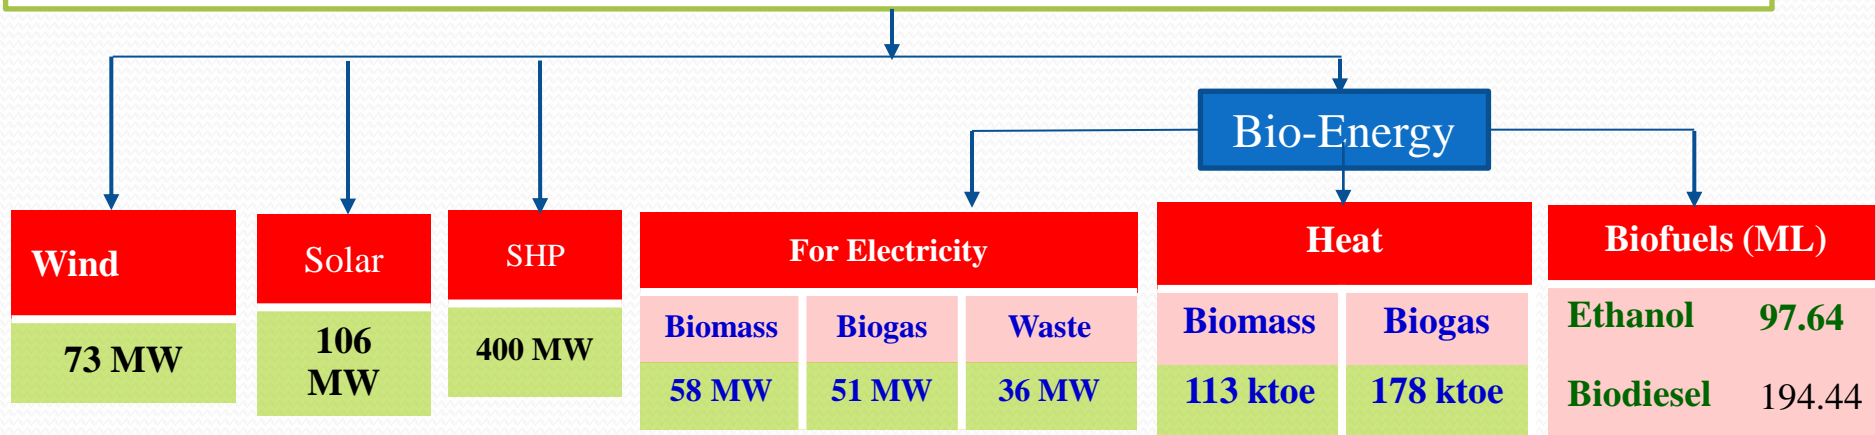 Bio-Energy
Wind
73 MW
Solar
106
MW
SHP
400 MW
For Electricity
Biomass Biogas Waste
58 MW 51 MW 36 MW
Heat
Biomass Biogas
113 ktoe 178 ktoe
Biofuels (ML)
Ethanol 97.64
Biodiesel 194.44